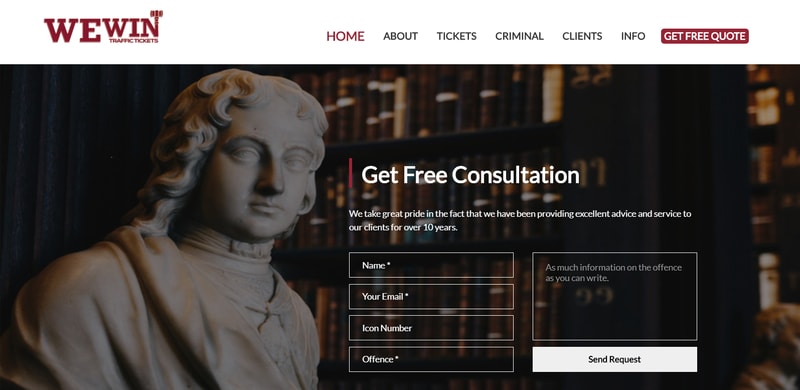 WEWIN
TRAFFIC TICKETS
HOME
ABOUT
TICKETS
CRIMINAL
CLIENTS
INFO
GET FREE QUOTE
Get Free Consultation
We take great pride in the fact that we have been providing excellent advice and service to
our clients for over 10 years.
Name *
Your Email *
Icon Number
Offence *
As much information on the offence
as you can write.
Send Request